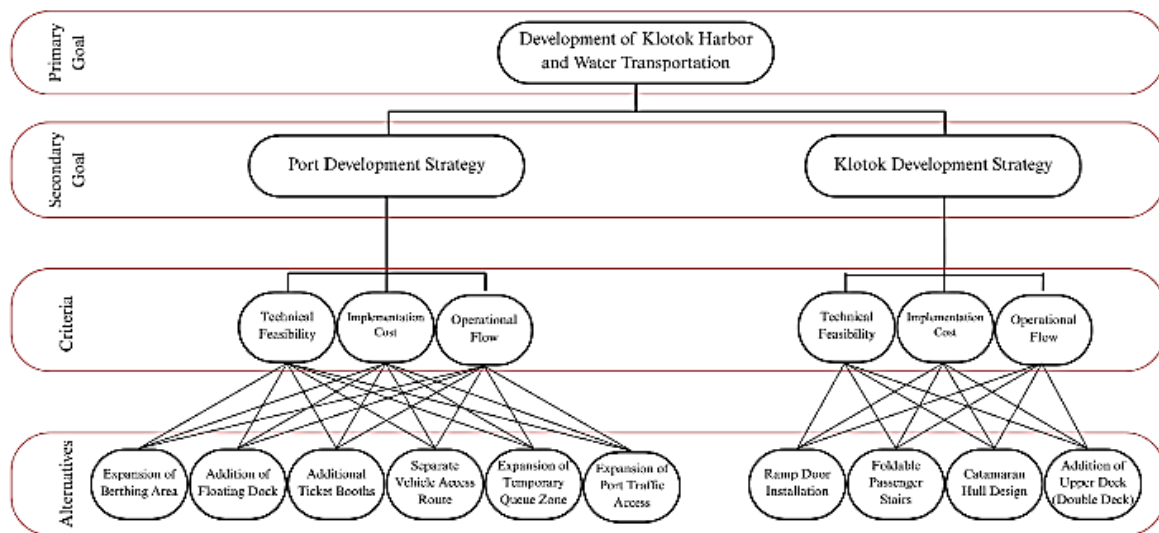 Primary
Goal
Development of Klotok Harbor
and Water Transportation
Secondary
Goal
Port Development Strategy
Klotok Development Strategy
Criteria
Technical
Feasibility
Implementation
Cost
Operational
Flow
Technical
Feasibility
Implementation
Cost
Operational
Flow
Alternatives
Expansion of
Berthing Area
Addition of
Floating Dock
Additional
Ticket Booths
Separate
Vehicle Access
Route
Expansion of
Temporary
Queue Zone
Expansion of
Port Traffic
Access
Ramp Door
Installation
Foldable
Passenger
Stairs
Catamaran
Hull Design
Addition of
Upper Deck
(Double Deck)